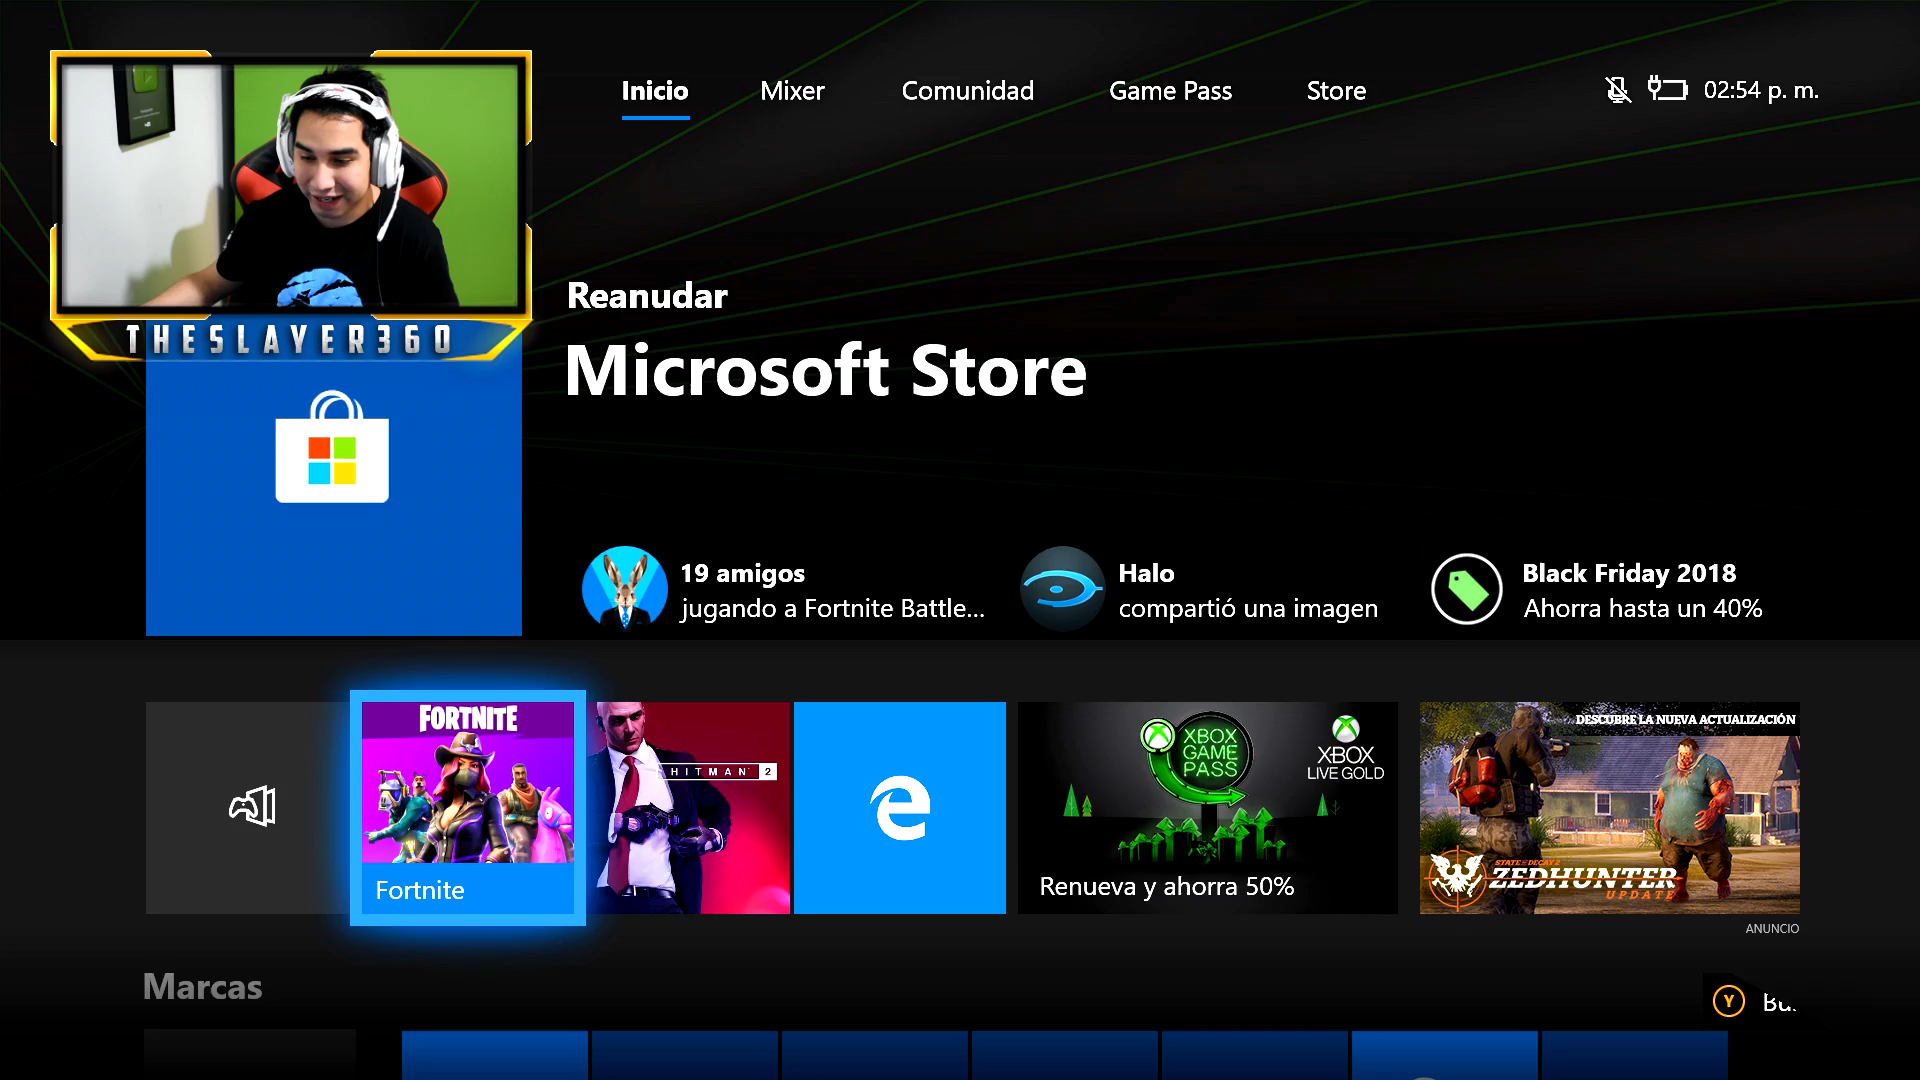 Inicio
Mixer
Comunidad
Game Pass
Store
02:54 p. m.
THESLAYER360
Reanudar
Microsoft Store
19 amigos
jugando a Fortnite Battle...
Halo
compartió una imagen
Black Friday 2018
Ahorra hasta un 40%
FORTNITE
Fortnite
HITMAN 2
XBOX
GAME
PASS
XBOX
LIVE GOLD
Renueva y ahorra 50%
DESCUBRE LA NUEVA ACTUALIZACIÓN
STATE OF DECAY 2
ZEDHUNTER
UPDATE
ANUNCIO
Marcas
Y